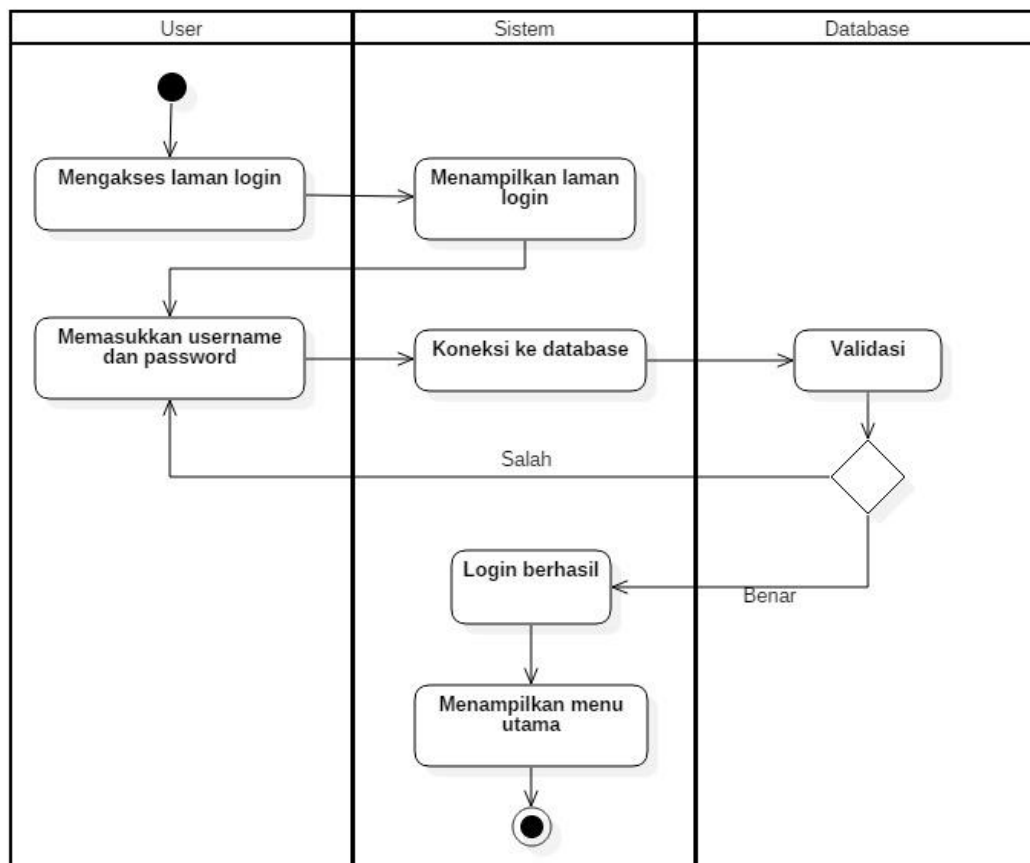 User
Sistem
Database
Mengakses laman login
Menampilkan laman
login
Memasukkan username
dan password
Koneksi ke database
Validasi
Salah
Login berhasil
Benar
Menampilkan menu
utama